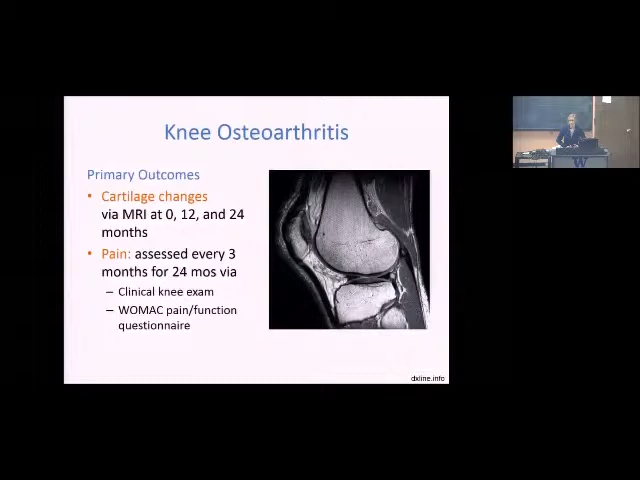 Knee Osteoarthritis
Primary Outcomes
• Cartilage changes
via MRI at 0, 12, and 24
months
• Pain: assessed every 3
months for 24 mos via
– Clinical knee exam
– WOMAC pain/function
questionnaire
dxline.info
W